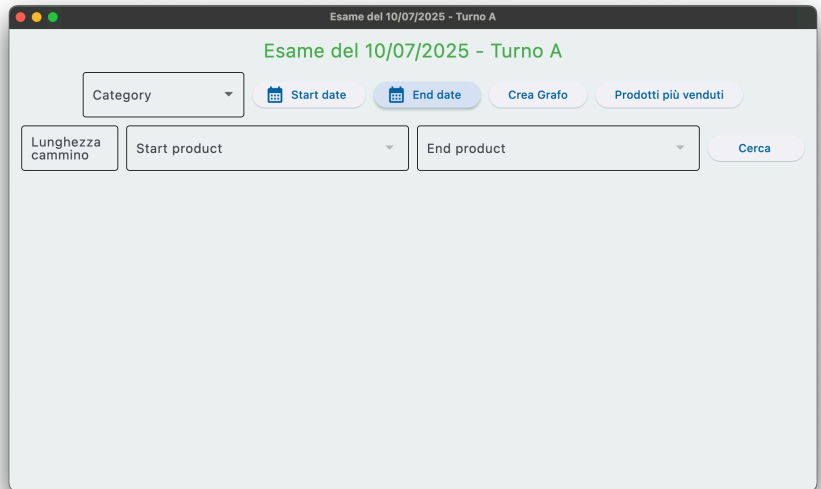 Esame del 10/07/2025 - Turno A
Esame del 10/07/2025 - Turno A
Category
Start date
End date
Crea Grafo
Prodotti più venduti
Lunghezza
cammino
Start product
End product
Cerca